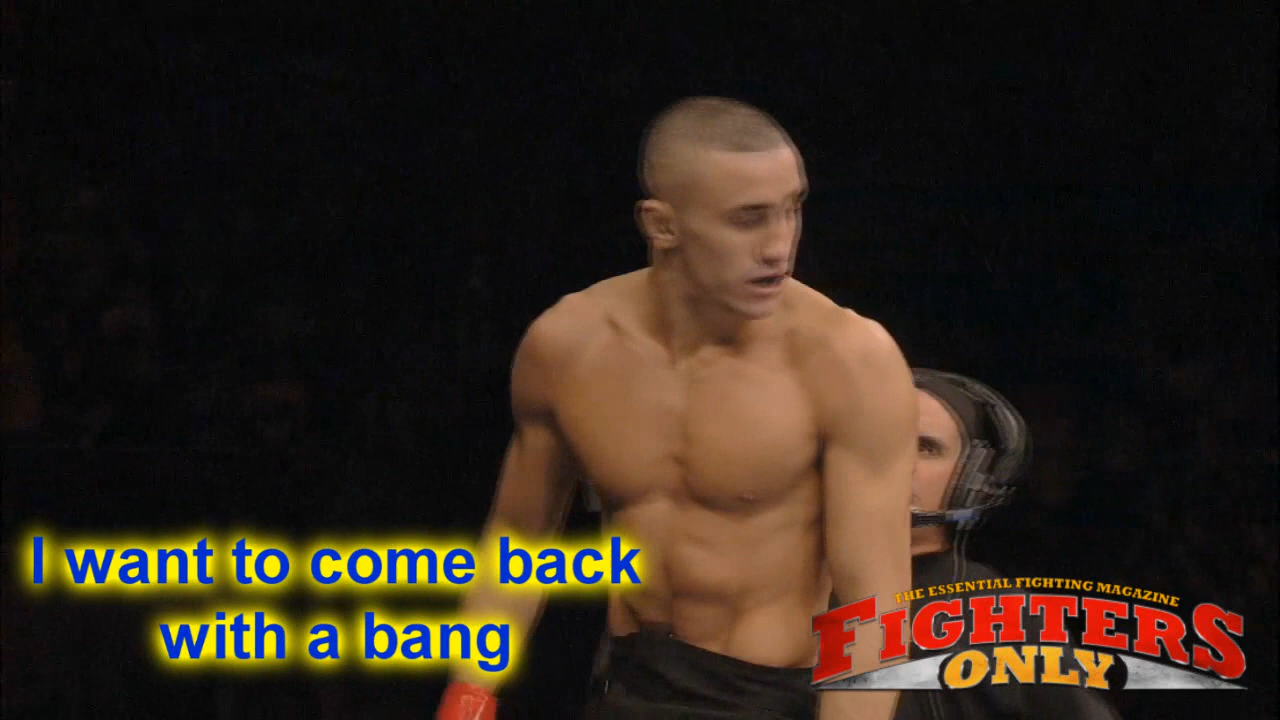 I want to come back
with a bang
THE ESSENTIAL FIGHTING MAGAZINE
FIGHTERS
ONLY